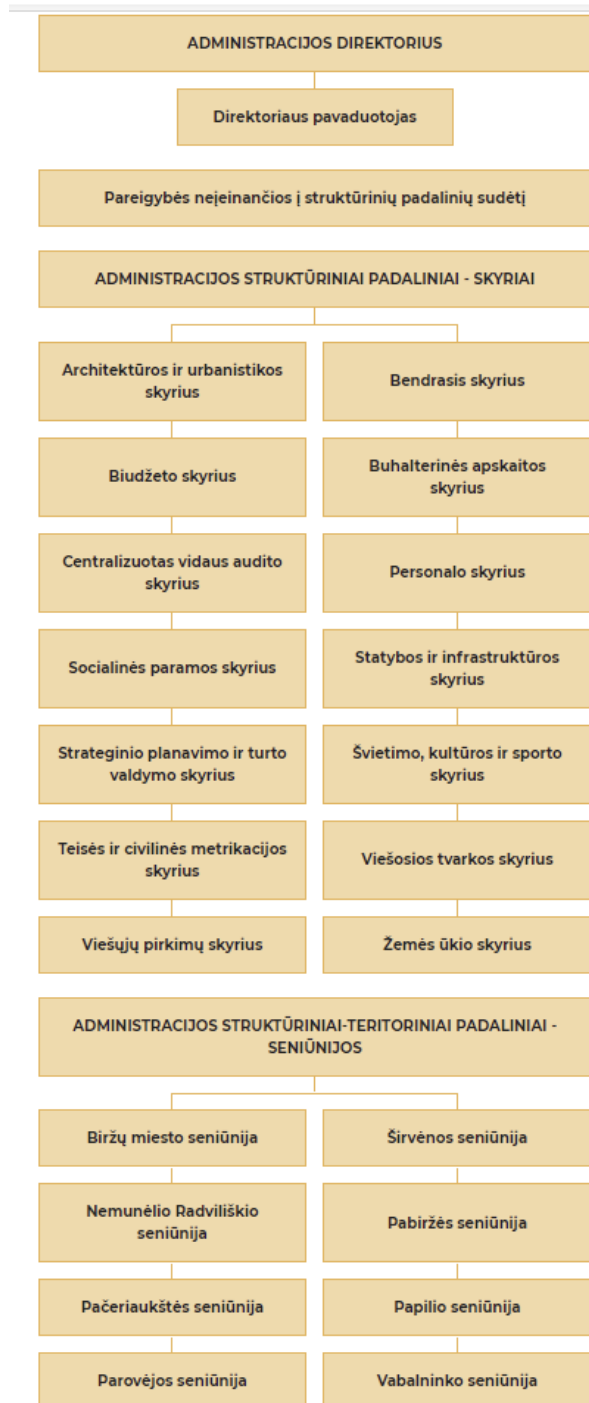 ADMINISTRACIJOS DIREKTORIUS
Direktoriaus pavaduotojas
Pareigybės neįeinančios į struktūrinių padalinių sudėtį
ADMINISTRACIJOS STRUKTŪRINIAI PADALINIAI - SKYRIAI
Architektūros ir urbanistikos
skyrius
Bendrasis skyrius
Biudžeto skyrius
Buhalterinės apskaitos
skyrius
Centralizuotas vidaus audito
skyrius
Personalo skyrius
Socialinės paramos skyrius
Statybos ir infrastruktūros
skyrius
Strateginio planavimo ir turto
valdymo skyrius
Švietimo, kultūros ir sporto
skyrius
Teisės ir civilinės metrikacijos
skyrius
Viešosios tvarkos skyrius
Viešųjų pirkimų skyrius
Žemės ūkio skyrius
ADMINISTRACIJOS STRUKTŪRINIAI-TERITORINIAI PADALINIAI -
SENIŪNIJOS
Biržų miesto seniūnija
Širvėnos seniūnija
Nemunėlio Radviliškio
seniūnija
Pabiržės seniūnija
Pačeriaukštės seniūnija
Papilio seniūnija
Parovėjos seniūnija
Vabalninko seniūnija